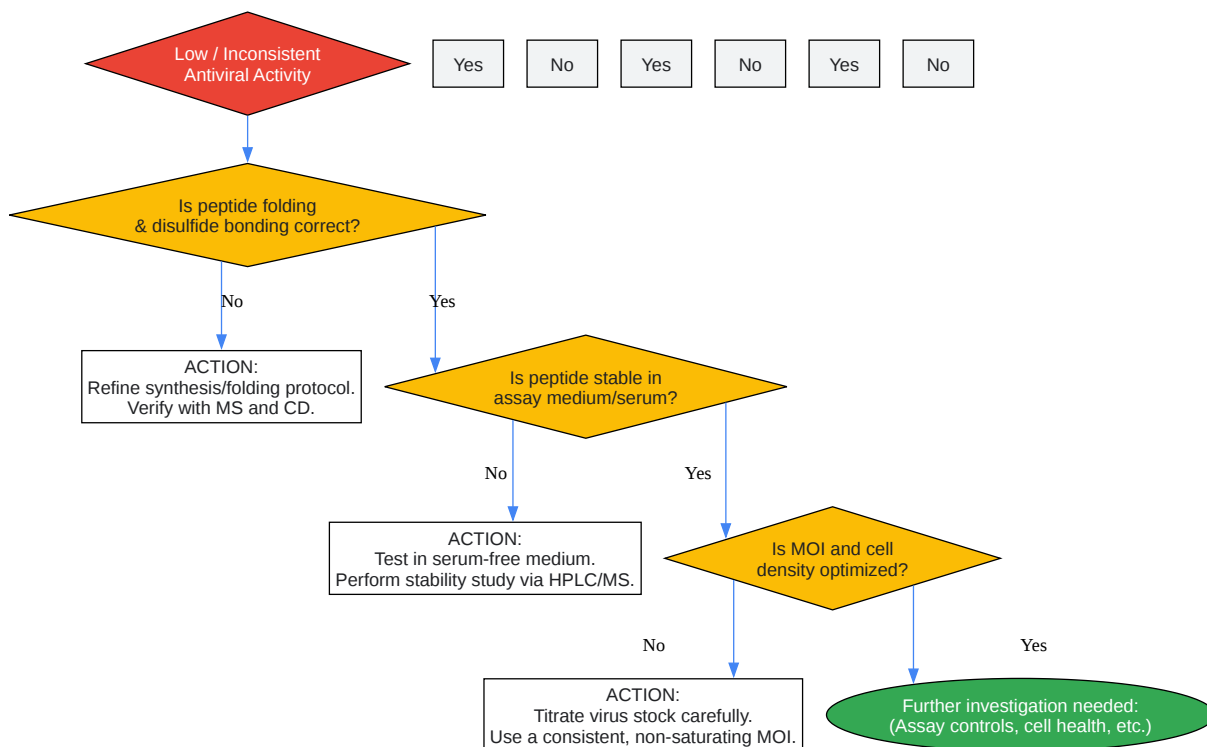 Low / Inconsistent
Antiviral Activity
Yes
No
Yes
No
Yes
No
Is peptide folding
& disulfide bonding correct?
No
Yes
ACTION:
Refine synthesis/folding protocol.
Verify with MS and CD.
Is peptide stable in
assay medium/serum?
No
Yes
ACTION:
Test in serum-free medium.
Perform stability study via HPLC/MS.
Is MOI and cell
density optimized?
No
Yes
ACTION:
Titrate virus stock carefully.
Use a consistent, non-saturating MOI.
Further investigation needed:
(Assay controls, cell health, etc.)